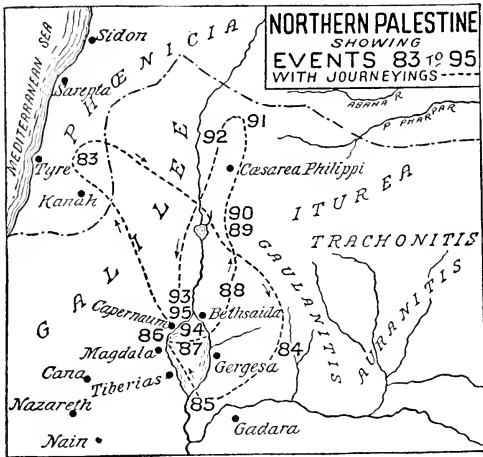 NORTHERN PALESTINE
SHOWING
EVENTS 83 TO 95
WITH JOURNEYINGS
MEDITERRANEAN SEA
Sidon
Sarepta
PHŒNICIA
ABANA R
R PHARPAR
91
92
83
Tyre
Kanah
Cæsarea Philippi
GALILEE
ITUREA
90
89
TRACHONITIS
GAULANITIS
AURANITIS
88
93
95
Capernaum
Bethsaida
94
86
87
Magdala
Gergesa
84
Cana
Tiberias
85
Nazareth
Gadara
Nain